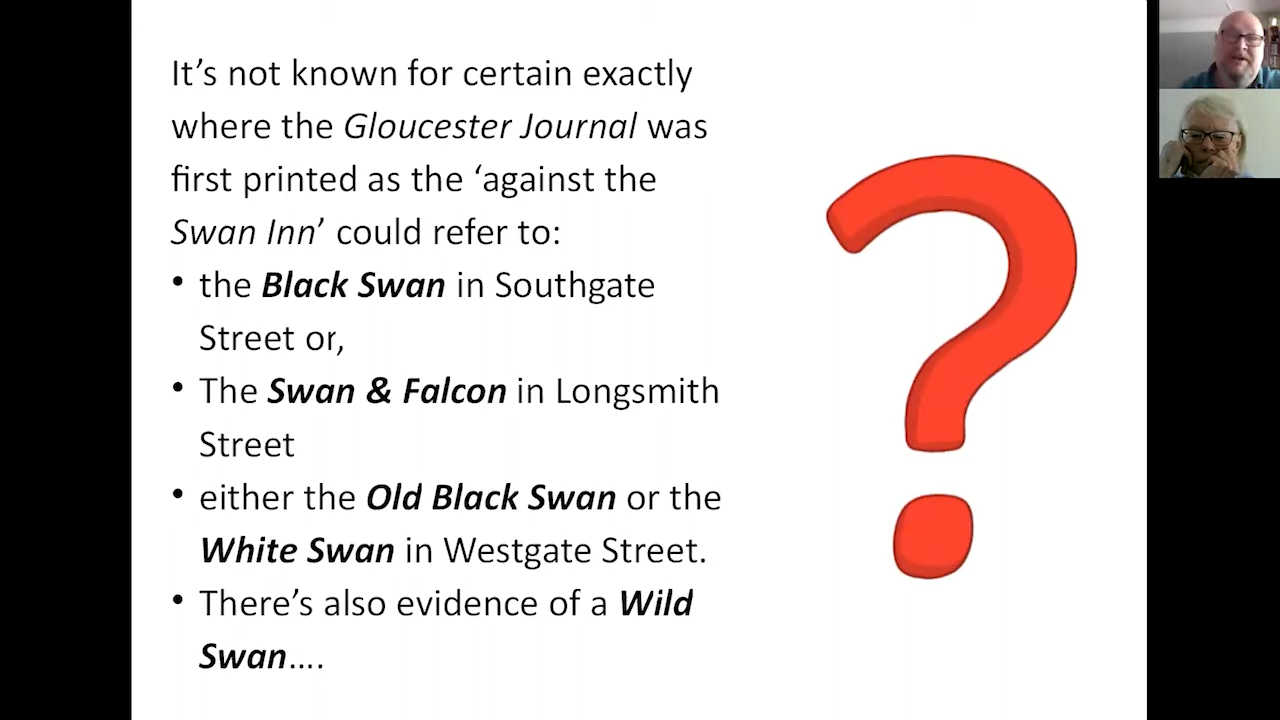 It’s not known for certain exactly
where the Gloucester Journal was
first printed as the ‘against the
Swan Inn’ could refer to:
• the Black Swan in Southgate
Street or,
• The Swan & Falcon in Longsmith
Street
• either the Old Black Swan or the
White Swan in Westgate Street.
• There’s also evidence of a Wild
Swan....
?